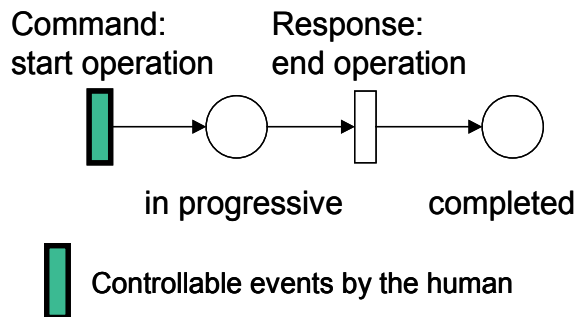 Command:
start operation
Response:
end operation
in progressive
completed
Controllable events by the human